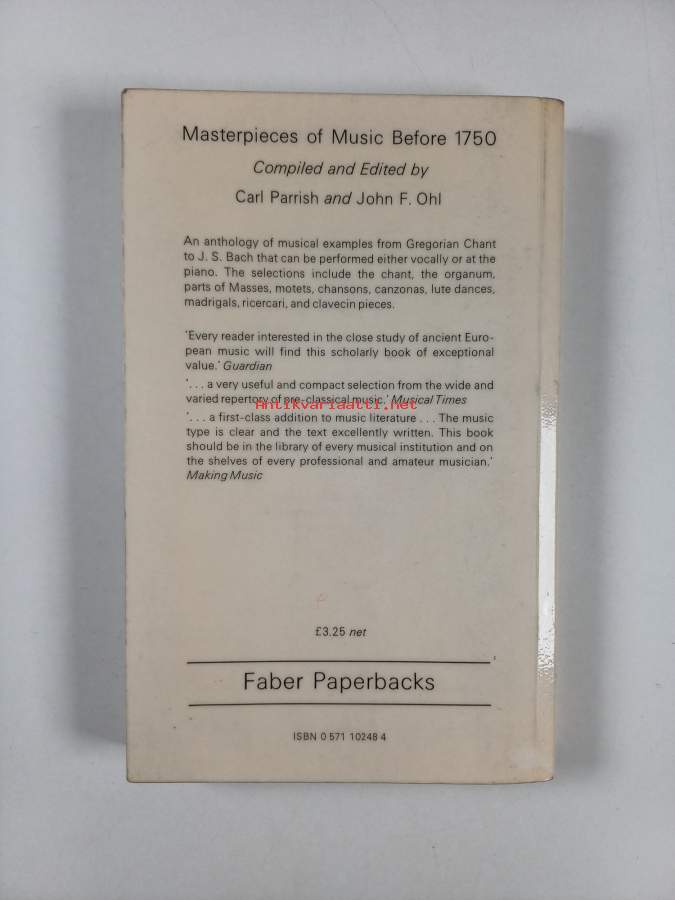 Masterpieces of Music Before 1750
Compiled and Edited by
Carl Parrish and John F. Ohl
An anthology of musical examples from Gregorian Chant
to J. S. Bach that can be performed either vocally or at the
piano. The selections include the chant, the organum,
parts of Masses, motets, chansons, canzonas, lute dances,
madrigals, ricercari, and clavecin pieces.
'Every reader interested in the close study of ancient Euro-
pean music will find this scholarly book of exceptional
value.' Guardian
'. . . a very useful and compact selection from the wide and
varied repertory of pre-classical music.' Musical Times
Antikvariaatti.net
'. . . a first-class addition to music literature . . . The music
type is clear and the text excellently written. This book
should be in the library of every musical institution and on
the shelves of every professional and amateur musician.'
Making Music
£3.25 net
Faber Paperbacks
ISBN 0 571 10248 4